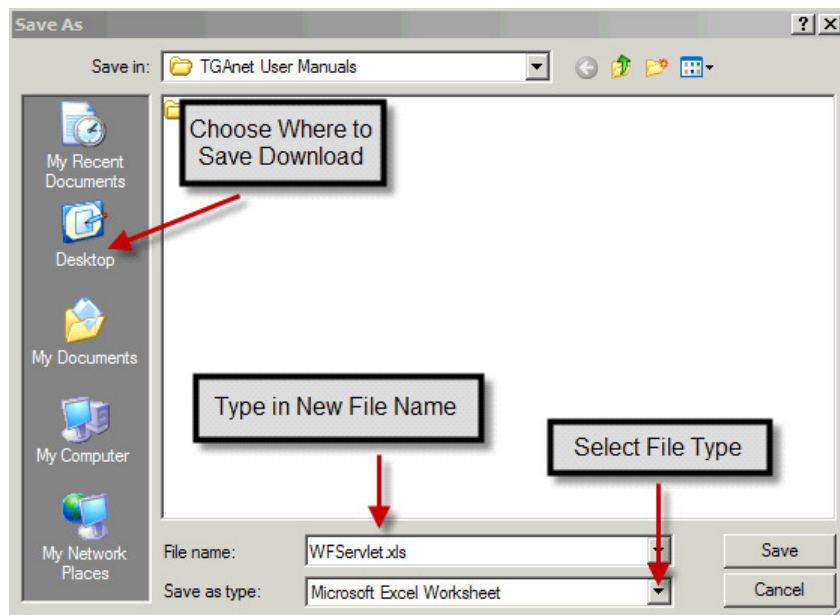 Save As
Save in:
TGAnet User Manuals
Choose Where to
Save Download
My Recent
Documents
Desktop
My Documents
My Computer
My Network
Places
Type in New File Name
Select File Type
File name:
WFServlet.xls
Save
Save as type:
Microsoft Excel Worksheet
Cancel